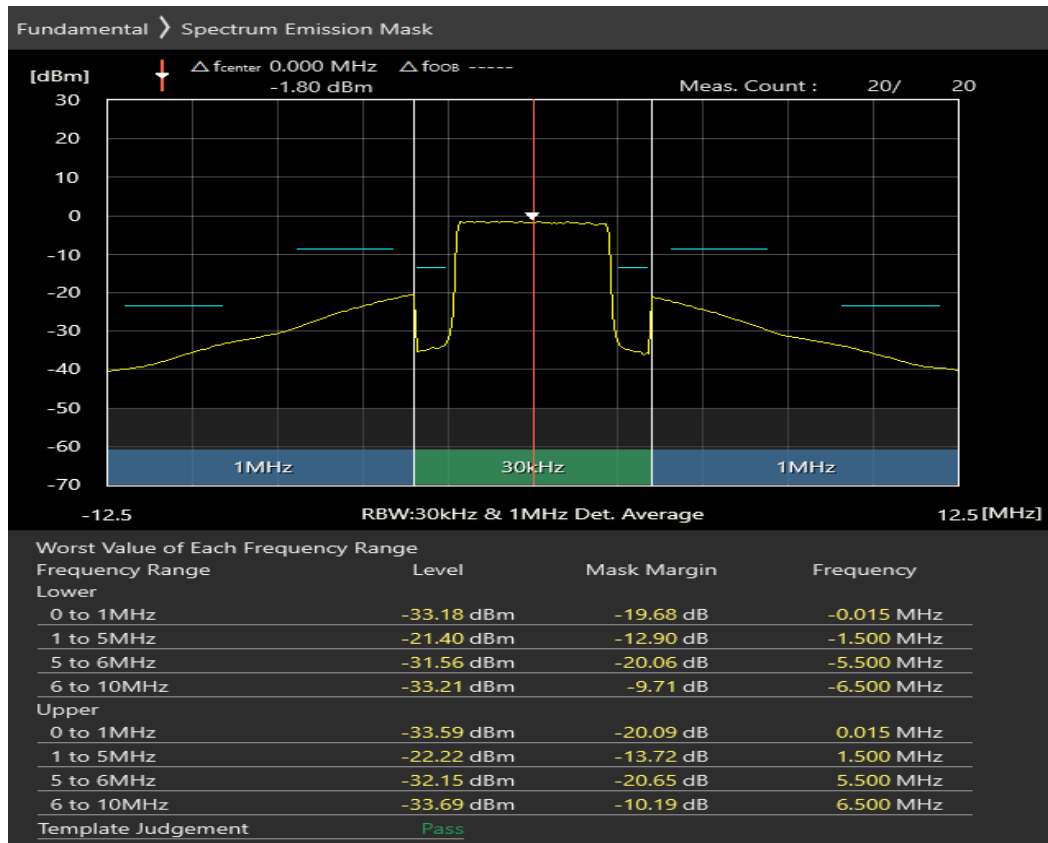 Fundamental ❯ Spectrum Emission Mask
[dBm] △ fcenter 0.000 MHz △ fOOB -----
-1.80 dBm Meas. Count : 20/ 20
30
20
10
0
-10
-20
-30
-40
-50
-60
1MHz 30kHz 1MHz
-70
-12.5 RBW:30kHz & 1MHz Det. Average 12.5 [MHz]
Worst Value of Each Frequency Range
Frequency Range Level Mask Margin Frequency
Lower
0 to 1MHz -33.18 dBm -19.68 dB -0.015 MHz
1 to 5MHz -21.40 dBm -12.90 dB -1.500 MHz
5 to 6MHz -31.56 dBm -20.06 dB -5.500 MHz
6 to 10MHz -33.21 dBm -9.71 dB -6.500 MHz
Upper
0 to 1MHz -33.59 dBm -20.09 dB 0.015 MHz
1 to 5MHz -22.22 dBm -13.72 dB 1.500 MHz
5 to 6MHz -32.15 dBm -20.65 dB 5.500 MHz
6 to 10MHz -33.69 dBm -10.19 dB 6.500 MHz
Template Judgement Pass